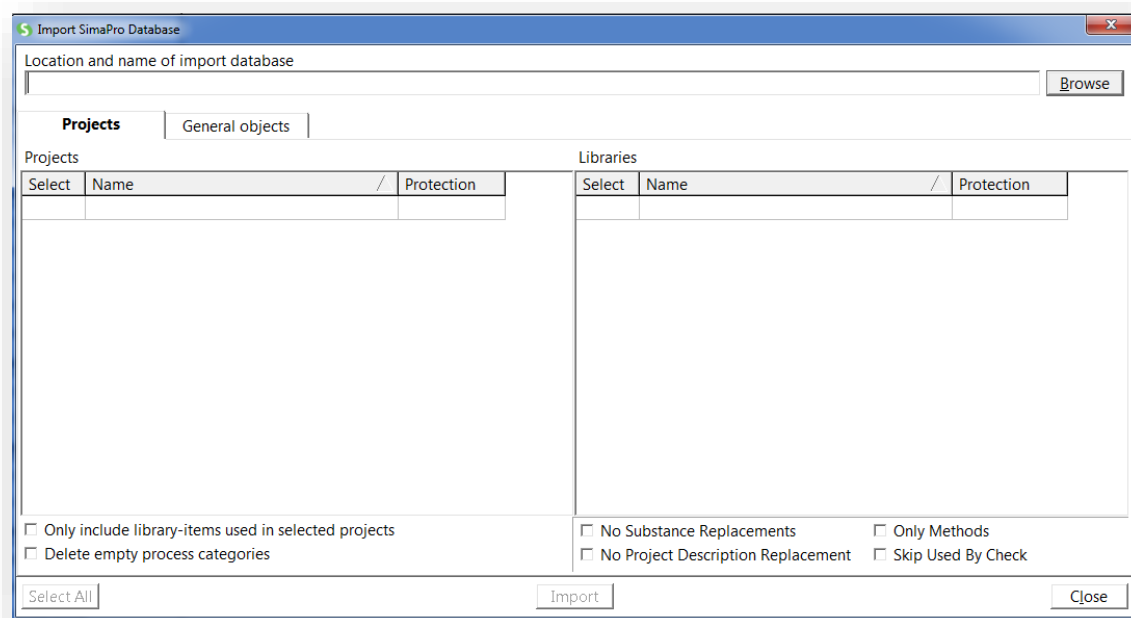 Import SimaPro Database
Location and name of import database
Browse
Projects General objects
Projects Libraries
Select Name Protection Select Name Protection
Only include library-items used in selected projects No Substance Replacements Only Methods
Delete empty process categories No Project Description Replacement Skip Used By Check
Select All Import Close